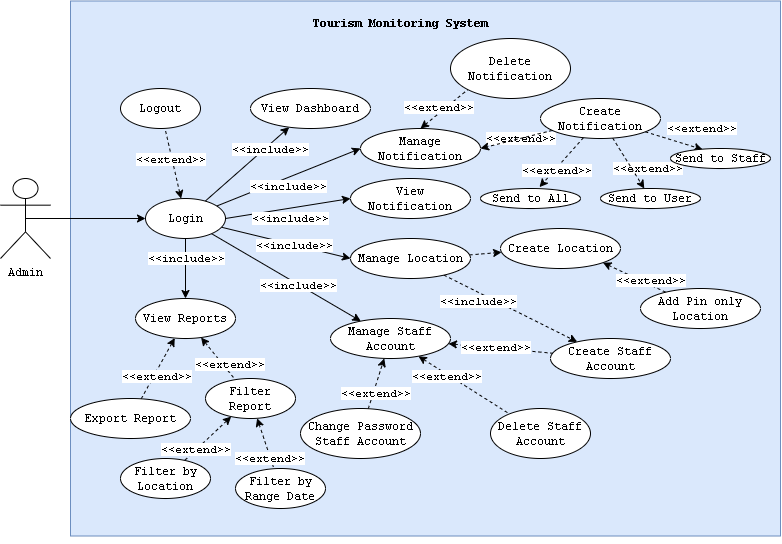 Tourism Monitoring System
Delete
Notification
Logout
View Dashboard
<<extend>>
Create
Notification
<<extend>>
<<extend>>
Manage
Notification
<<include>>
<<extend>>
Send to Staff
<<extend>>
<<extend>>
<<include>>
View
Notification
Send to All
Send to User
Login
<<include>>
Admin
<<include>>
<<include>>
Manage Location
Create Location
<<include>>
<<extend>>
<<include>>
Add Pin only
Location
View Reports
Manage Staff
Account
<<extend>>
Create Staff
Account
<<extend>>
<<extend>>
<<extend>>
<<extend>>
Filter
Report
Export Report
Change Password
Staff Account
Delete Staff
Account
<<extend>>
<<extend>>
Filter by
Location
Filter by
Range Date